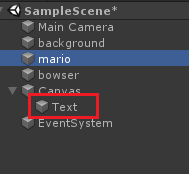 SampleScene*
Main Camera
background
mario
bowser
Canvas
Text
EventSystem